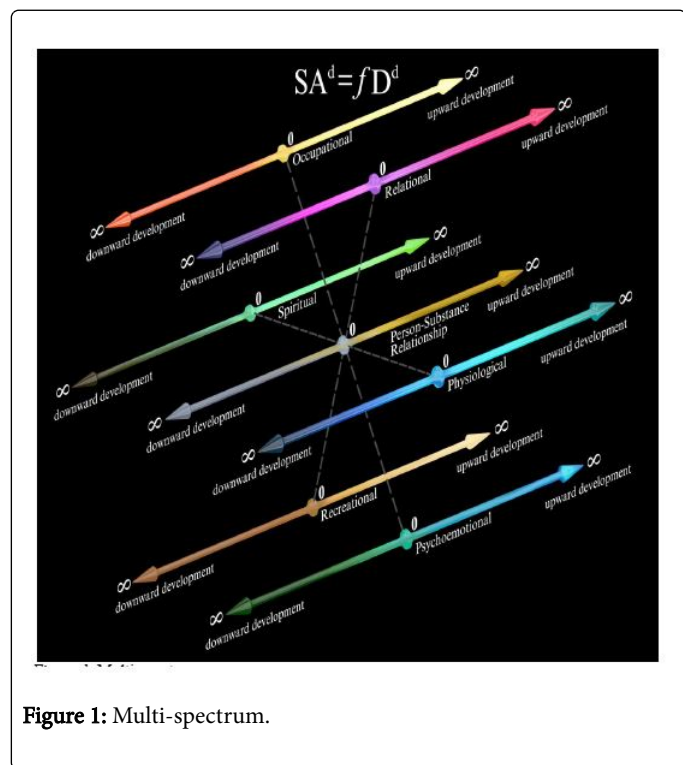 SAᵈ=fDᵈ
∞
upward development
0
Occupational
∞
downward development
∞
upward development
0
Relational
∞
downward development
∞
upward development
0
Spiritual
∞
downward development
∞
upward development
0
Person-Substance
Relationship
∞
downward development
∞
upward development
0
Physiological
∞
downward development
∞
upward development
0
Recreational
∞
downward development
∞
upward development
0
Psychoemotional
∞
downward development
Figure 1: Multi-spectrum.